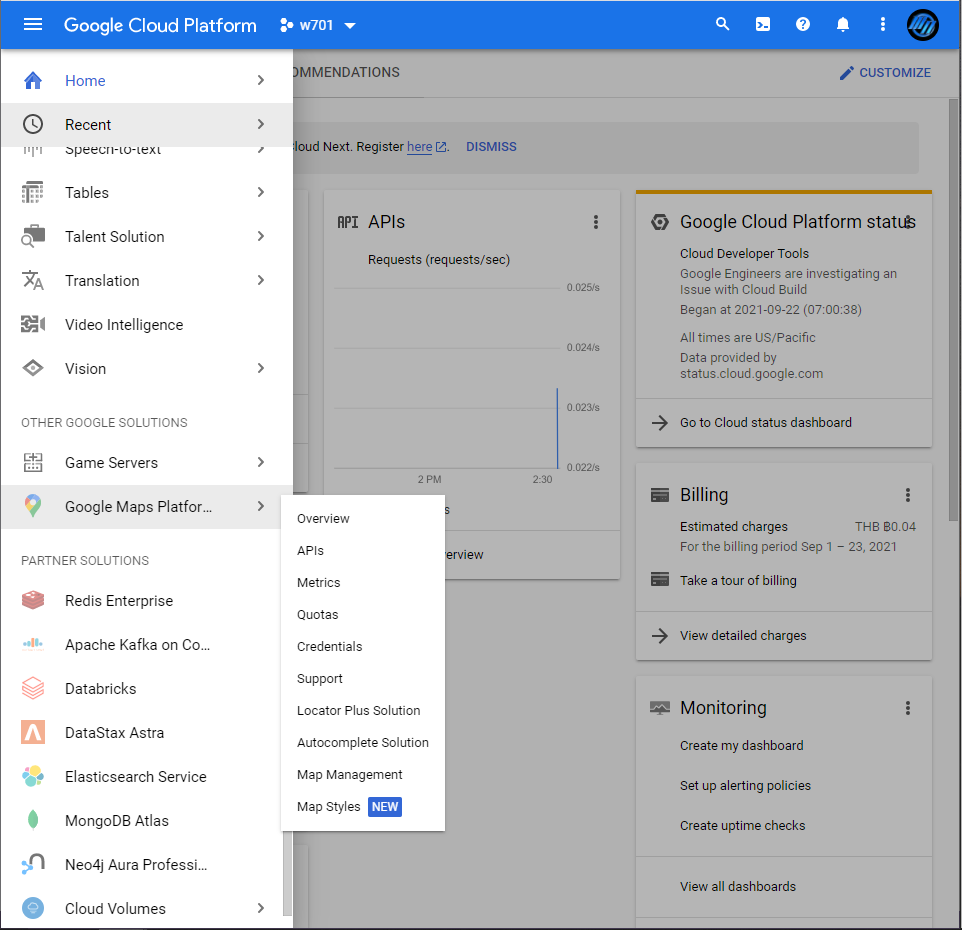 Google Cloud Platform
w701
Home
Recent
Speech-to-text
Tables
Talent Solution
Translation
Video Intelligence
Vision
OTHER GOOGLE SOLUTIONS
Game Servers
Google Maps Platfor...
PARTNER SOLUTIONS
Redis Enterprise
Apache Kafka on Co...
Databricks
DataStax Astra
Elasticsearch Service
MongoDB Atlas
Neo4j Aura Professi...
Cloud Volumes
Overview
APIs
Metrics
Quotas
Credentials
Support
Locator Plus Solution
Autocomplete Solution
Map Management
Map Styles NEW
OMMENDATIONS
CUSTOMIZE
loud Next. Register here. DISMISS
API APIs
Requests (requests/sec)
0.025/s
0.024/s
0.023/s
0.022/s
2 PM 2:30
s
erview
Google Cloud Platform status
Cloud Developer Tools
Google Engineers are investigating an
Issue with Cloud Build
Began at 2021-09-22 (07:00:38)
All times are US/Pacific
Data provided by
status.cloud.google.com
Go to Cloud status dashboard
Billing
Estimated charges THB ฿0.04
For the billing period Sep 1 – 23, 2021
Take a tour of billing
View detailed charges
Monitoring
Create my dashboard
Set up alerting policies
Create uptime checks
View all dashboards